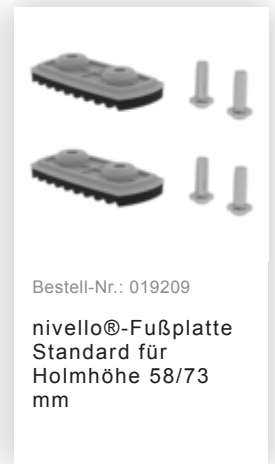 Bestell-Nr.: 019209
nivello®-Fußplatte
Standard für
Holmhöhe 58/73
mm